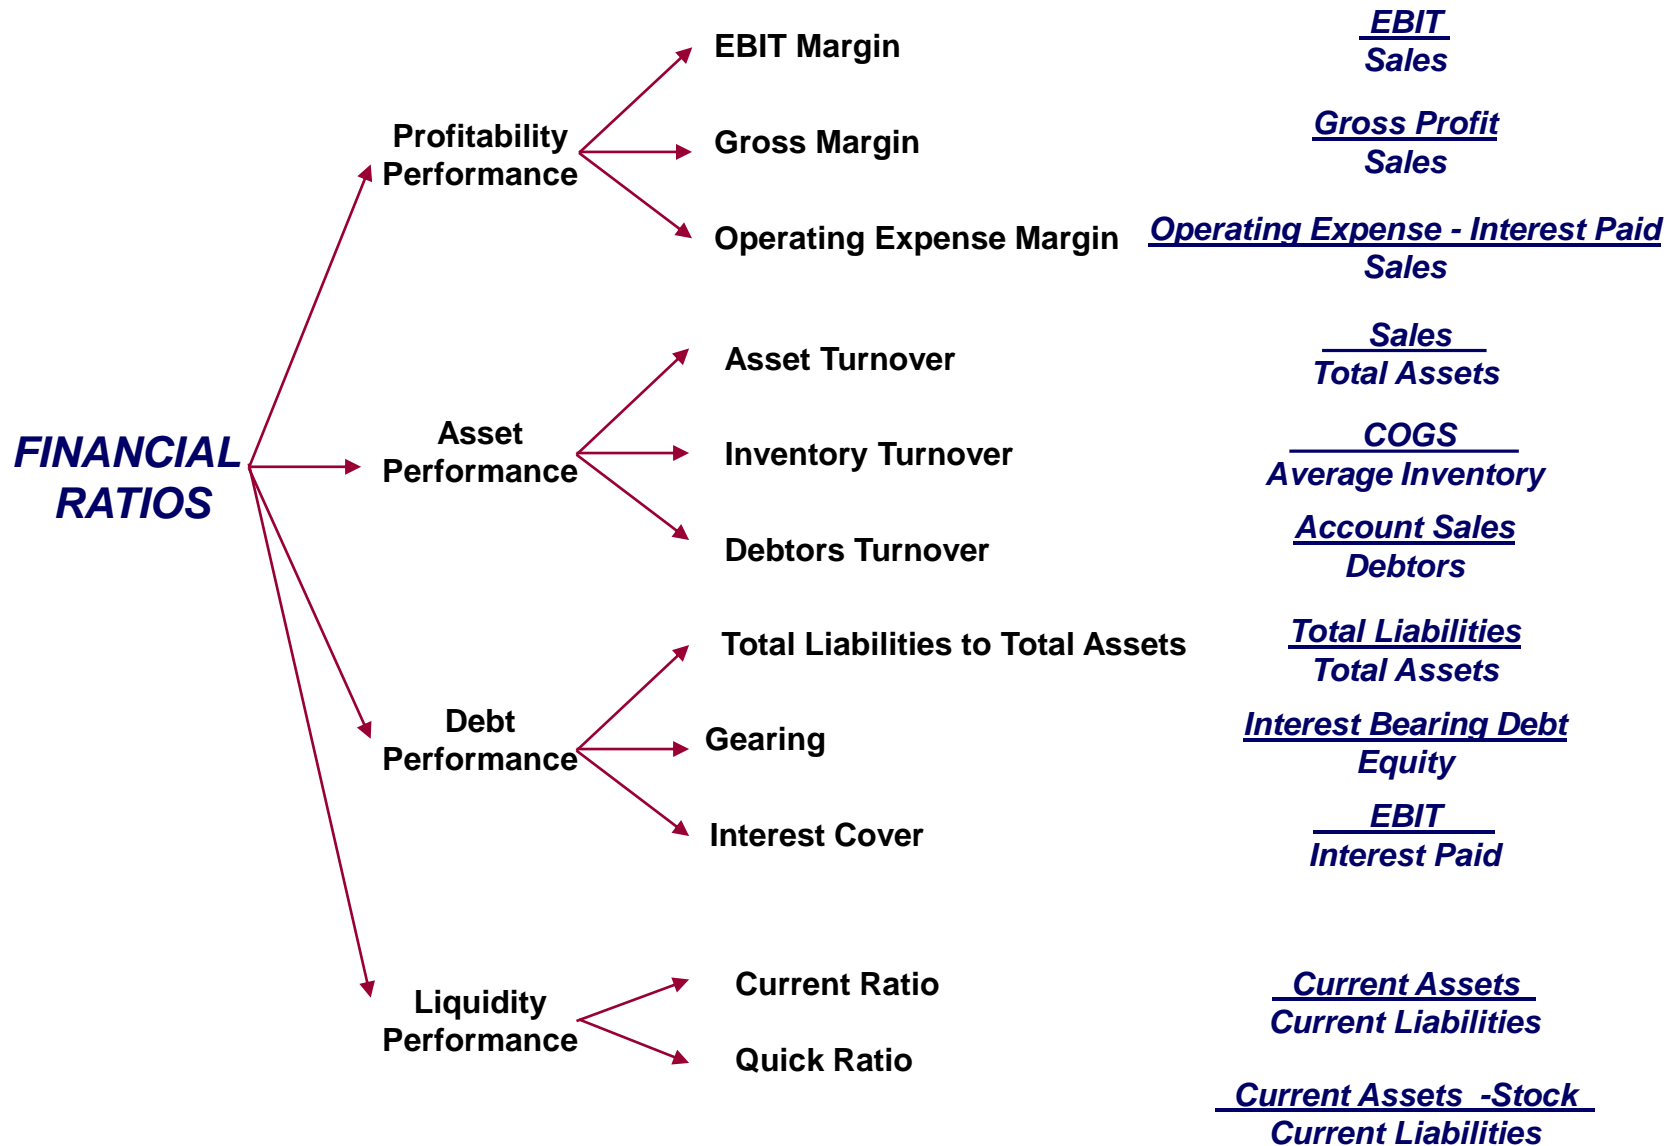 FINANCIAL
RATIOS
Profitability
Performance
EBIT Margin
EBIT
Sales
Gross Margin
Gross Profit
Sales
Operating Expense Margin
Operating Expense - Interest Paid
Sales
Asset
Performance
Asset Turnover
Sales
Total Assets
Inventory Turnover
COGS
Average Inventory
Debtors Turnover
Account Sales
Debtors
Debt
Performance
Total Liabilities to Total Assets
Total Liabilities
Total Assets
Gearing
Interest Bearing Debt
Equity
Interest Cover
EBIT
Interest Paid
Liquidity
Performance
Current Ratio
Current Assets
Current Liabilities
Quick Ratio
Current Assets -Stock
Current Liabilities